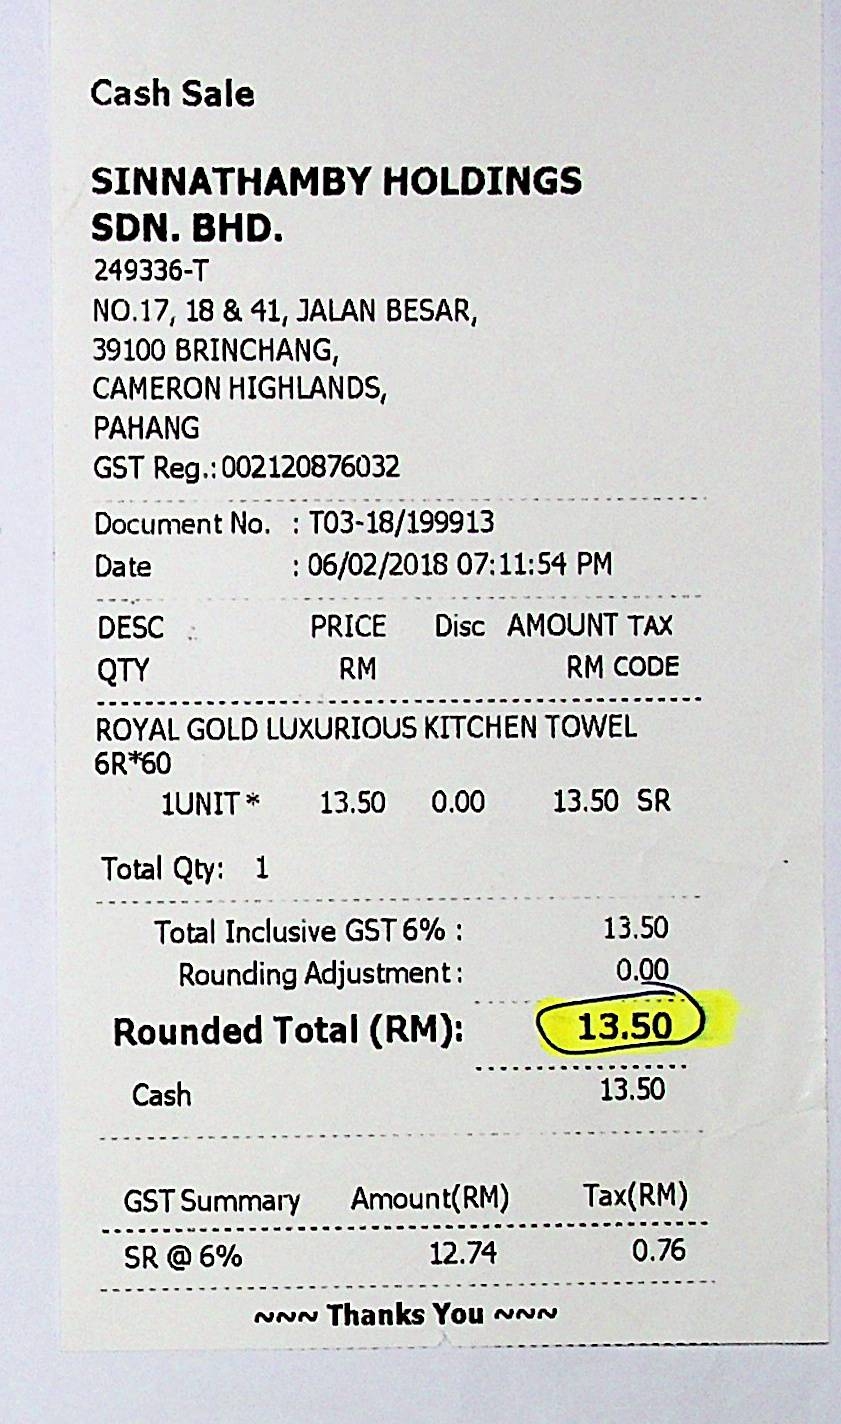 Cash Sale
SINNATHAMBY HOLDINGS
SDN. BHD.
249336-T
NO.17, 18 & 41, JALAN BESAR,
39100 BRINCHANG,
CAMERON HIGHLANDS,
PAHANG
GST Reg.: 002120876032
Document No. : T03-18/199913
Date : 06/02/2018 07:11:54 PM
DESC PRICE Disc AMOUNT TAX
QTY RM RM CODE
ROYAL GOLD LUXURIOUS KITCHEN TOWEL
6R*60
1UNIT * 13.50 0.00 13.50 SR
Total Qty: 1
Total Inclusive GST 6% : 13.50
Rounding Adjustment : 0.00
Rounded Total (RM): 13.50
Cash 13.50
GST Summary Amount(RM) Tax(RM)
SR @ 6% 12.74 0.76
~~~ Thanks You ~~~